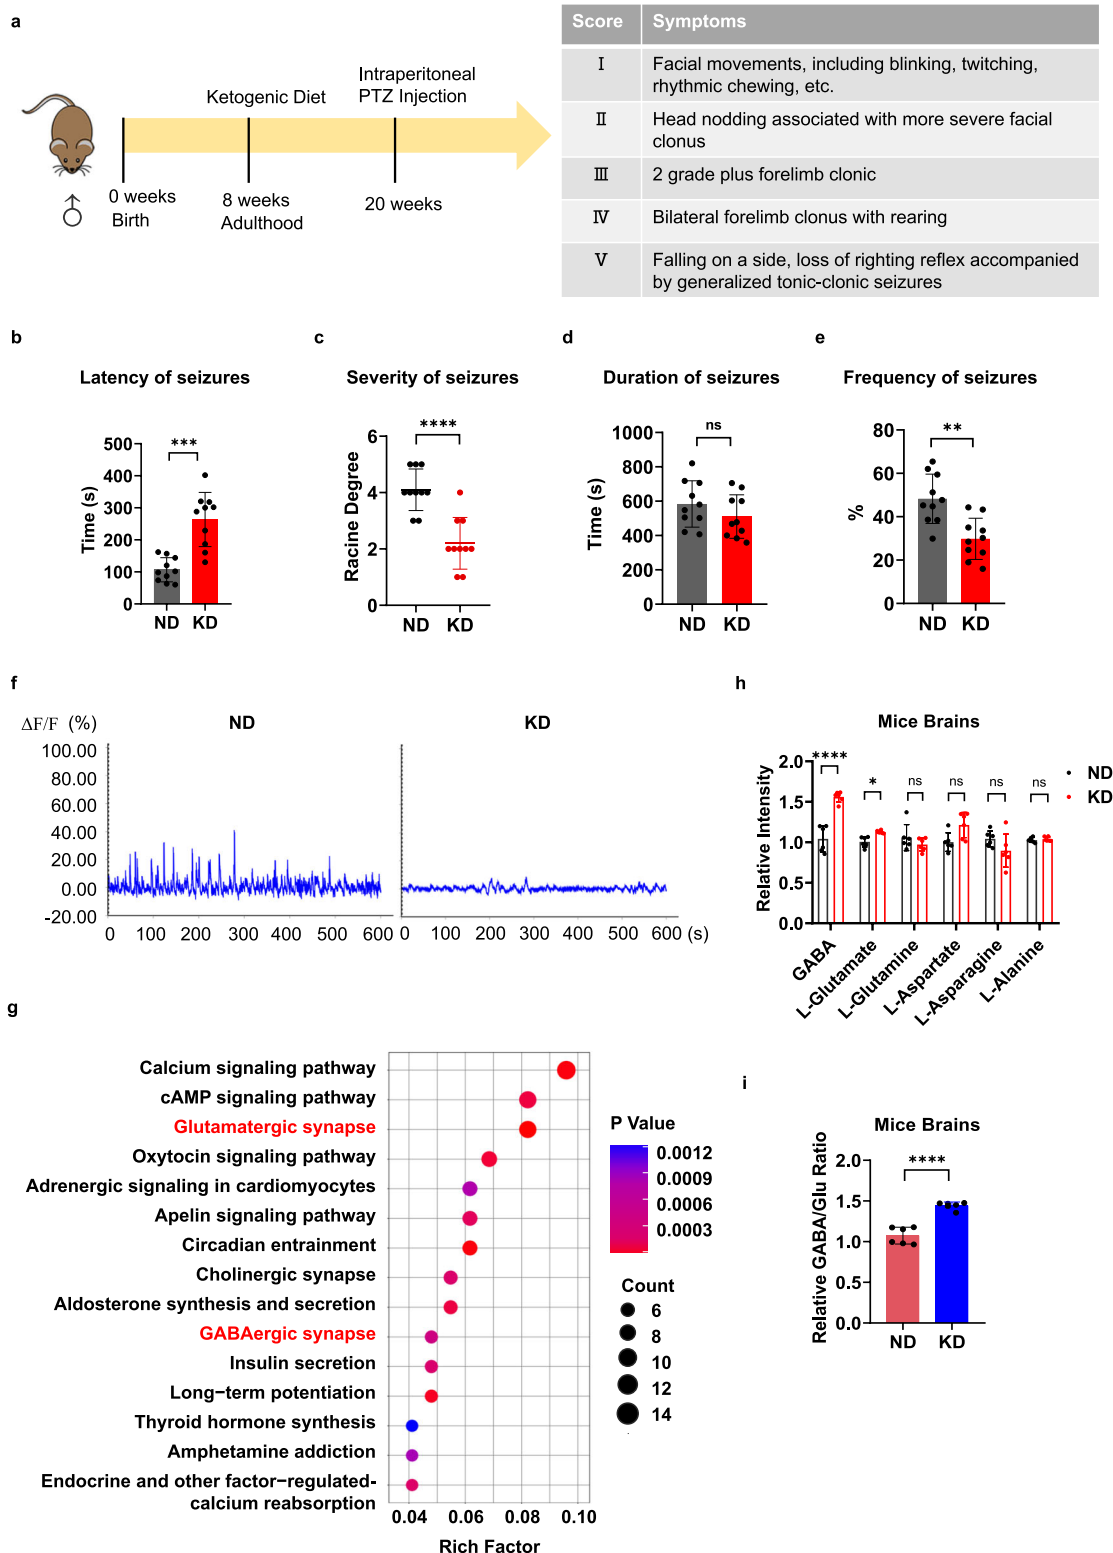 a
Ketogenic Diet
Intraperitoneal
PTZ Injection
♂
0 weeks
Birth
8 weeks
Adulthood
20 weeks
Score Symptoms
Ⅰ Facial movements, including blinking, twitching,
rhythmic chewing, etc.
Ⅱ Head nodding associated with more severe facial
clonus
Ⅲ 2 grade plus forelimb clonic
Ⅳ Bilateral forelimb clonus with rearing
Ⅴ Falling on a side, loss of righting reflex accompanied
by generalized tonic-clonic seizures
b
Latency of seizures
Time (s)
500
400
300
200
100
0
***
ND KD
c
Severity of seizures
Racine Degree
6
4
2
0
****
ND KD
d
Duration of seizures
Time (s)
1000
800
600
400
200
0
ns
ND KD
e
Frequency of seizures
%
80
60
40
20
0
**
ND KD
f
ΔF/F (%)
ND
KD
100.00
80.00
60.00
40.00
20.00
0.00
-20.00
0 100 200 300 400 500 600
0 100 200 300 400 500 600 (s)
h
Mice Brains
Relative Intensity
2.0
1.5
1.0
0.5
0.0
**** * ns ns ns ns
ND
KD
GABA
L-Glutamate
L-Glutamine
L-Aspartate
L-Asparagine
L-Alanine
g
Calcium signaling pathway
cAMP signaling pathway
Glutamatergic synapse
Oxytocin signaling pathway
Adrenergic signaling in cardiomyocytes
Apelin signaling pathway
Circadian entrainment
Cholinergic synapse
Aldosterone synthesis and secretion
GABAergic synapse
Insulin secretion
Long−term potentiation
Thyroid hormone synthesis
Amphetamine addiction
Endocrine and other factor−regulated-
calcium reabsorption
0.04 0.06 0.08 0.10
Rich Factor
P Value
0.0012
0.0009
0.0006
0.0003
Count
6
8
10
12
14
i
Mice Brains
Relative GABA/Glu Ratio
2.0
1.5
1.0
0.5
0.0
****
ND KD